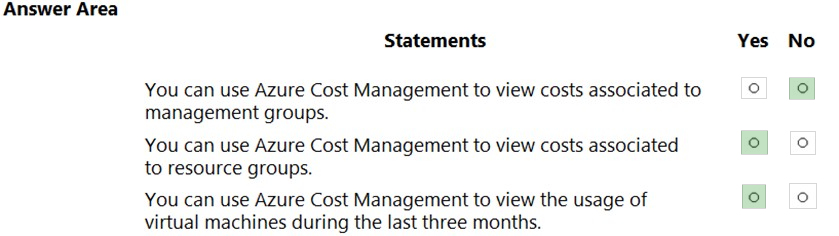 Answer Area
Statements Yes No
You can use Azure Cost Management to view costs associated to
management groups.
You can use Azure Cost Management to view costs associated
to resource groups.
You can use Azure Cost Management to view the usage of
virtual machines during the last three months.